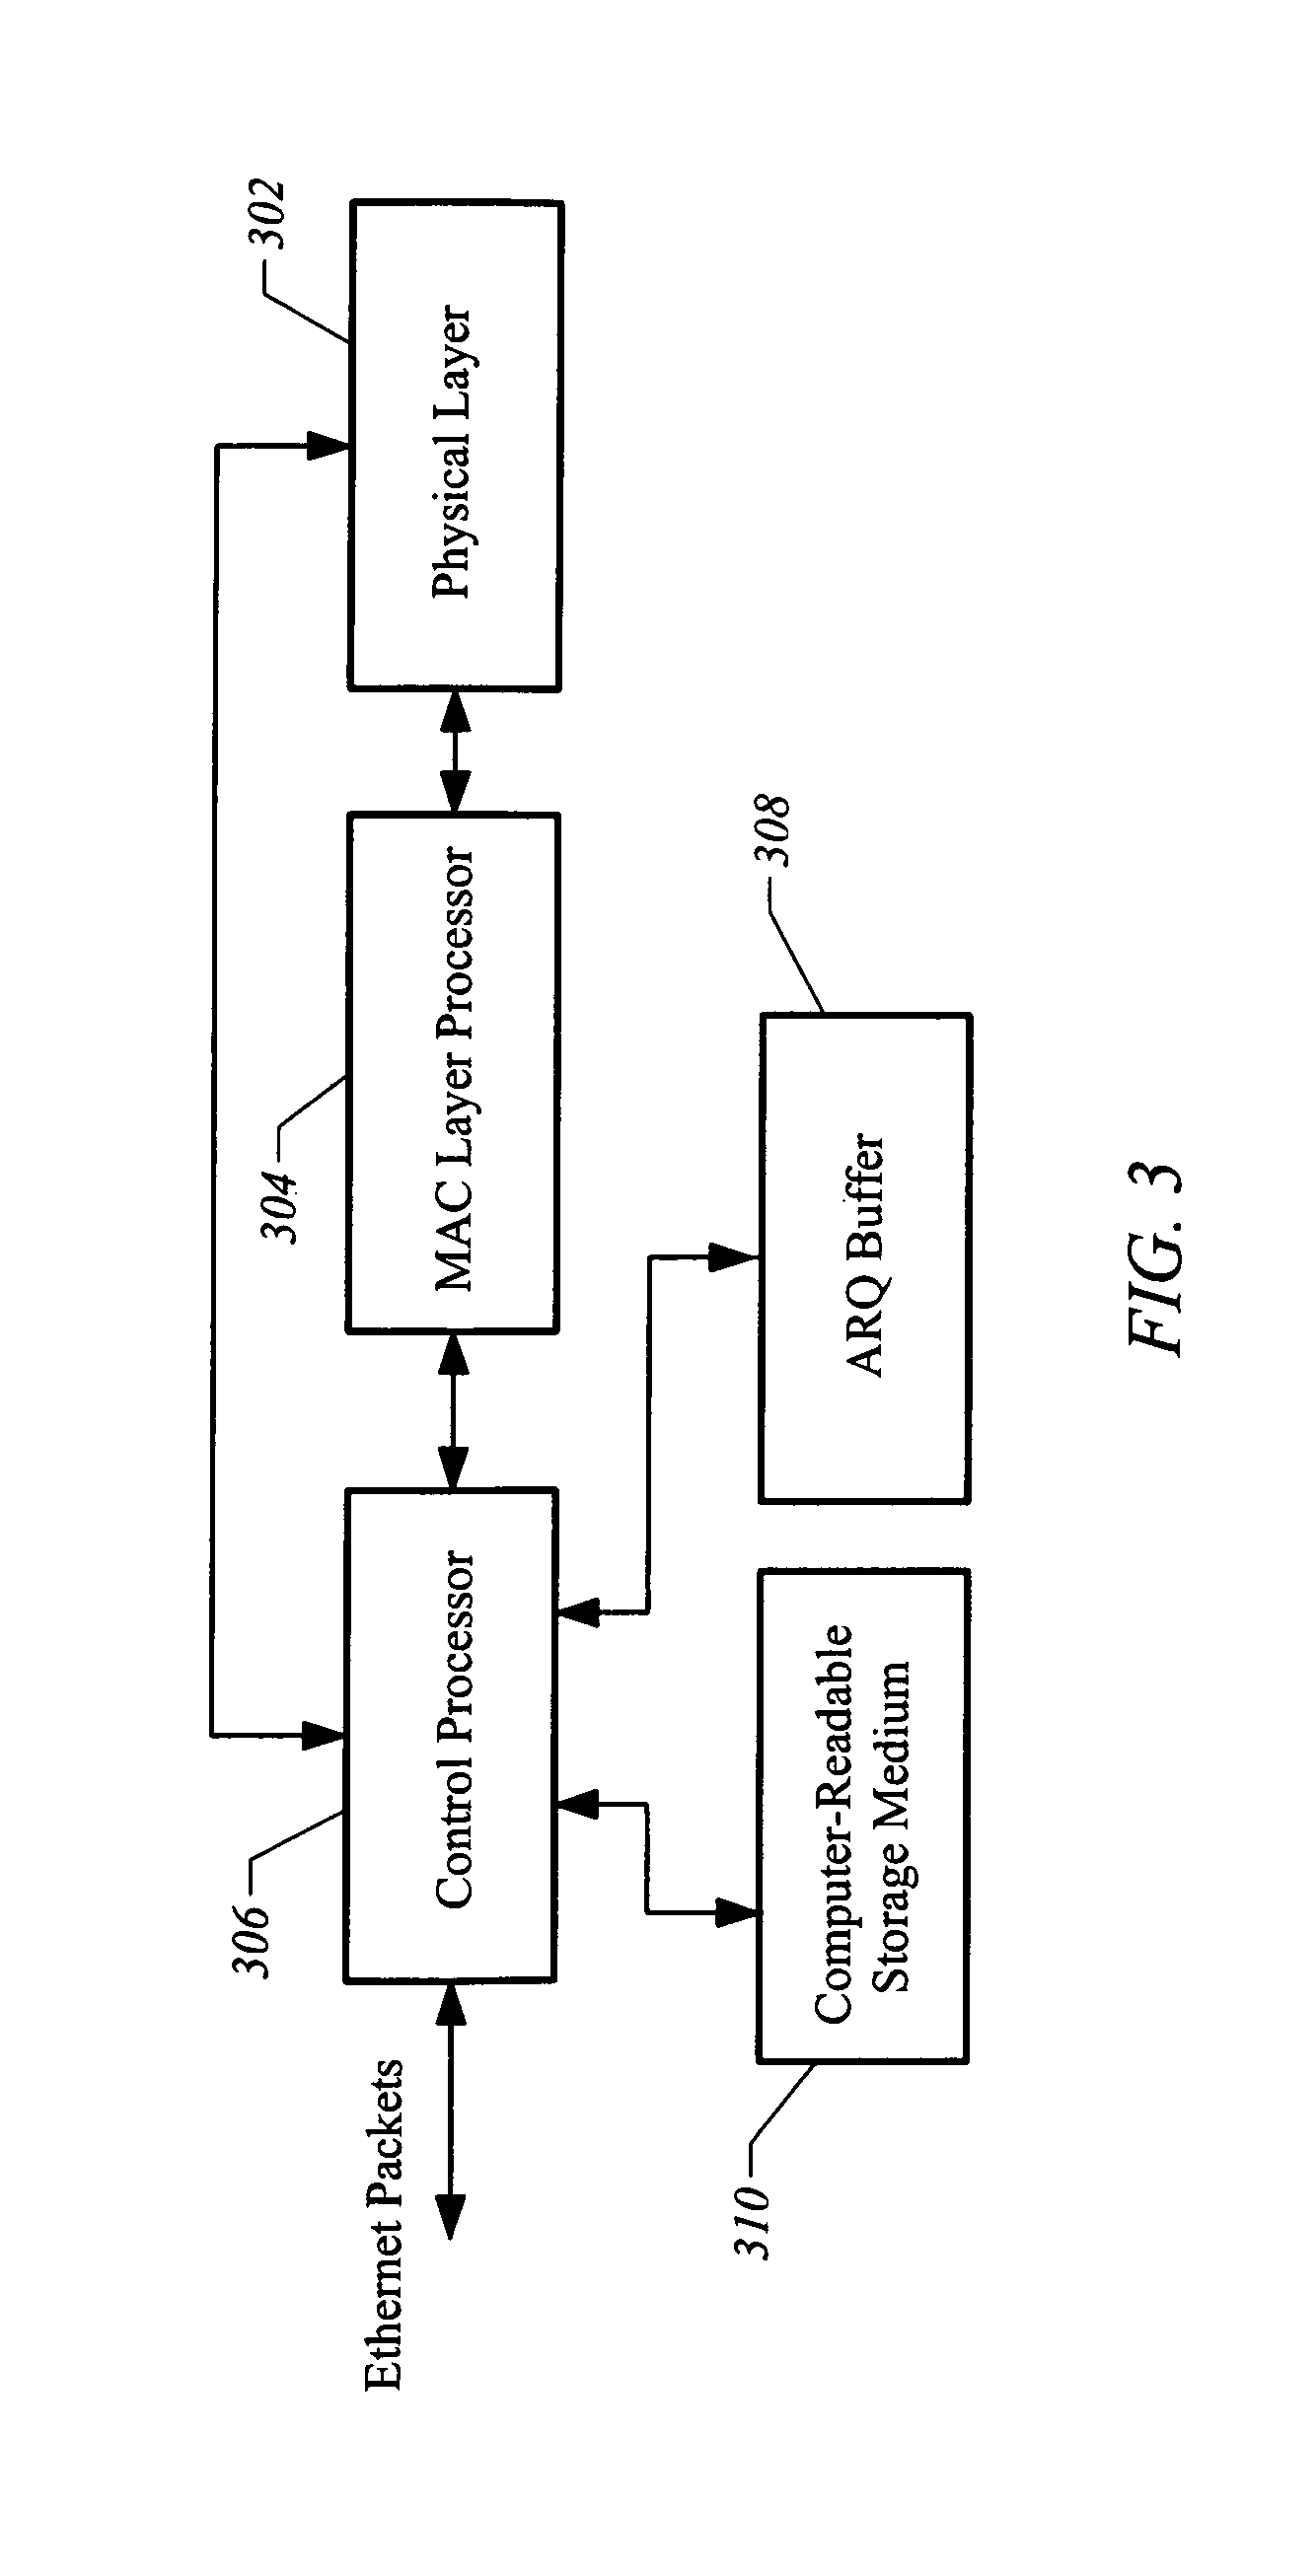 306
304
302
Ethernet Packets
Control Processor
MAC Layer Processor
Physical Layer
310
308
Computer-Readable
Storage Medium
ARQ Buffer
FIG. 3